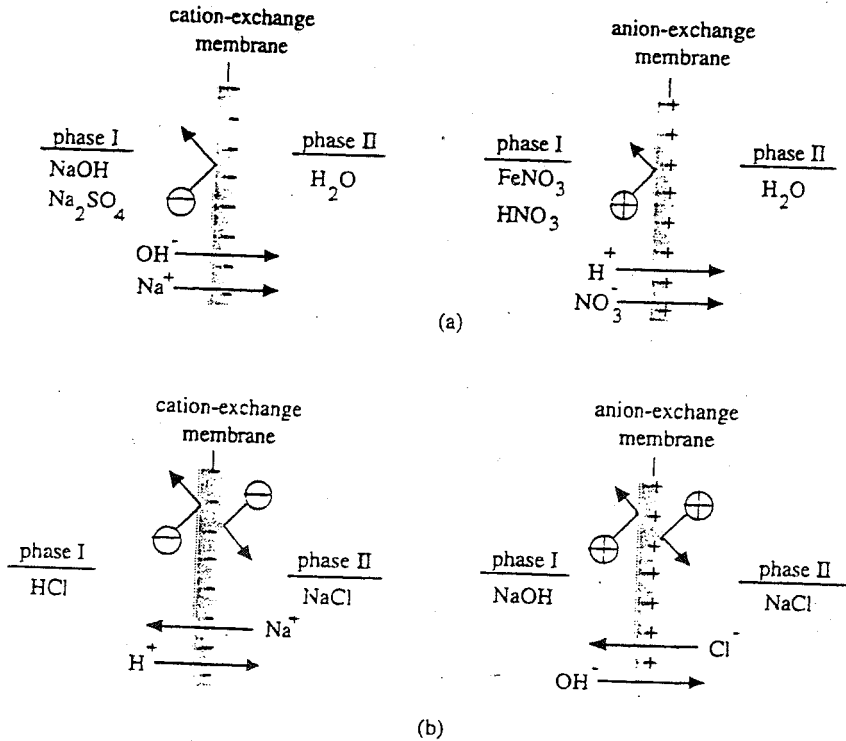 cation-exchange
membrane
phase I
NaOH
Na₂SO₄
phase II
H₂O
−
OH⁻
Na⁺
anion-exchange
membrane
phase I
FeNO₃
HNO₃
phase II
H₂O
+
H⁺
NO₃⁻
(a)
cation-exchange
membrane
phase I
HCl
phase II
NaCl
−
−
Na⁺
H⁺
anion-exchange
membrane
phase I
NaOH
phase II
NaCl
+
+
Cl⁻
OH⁻
(b)